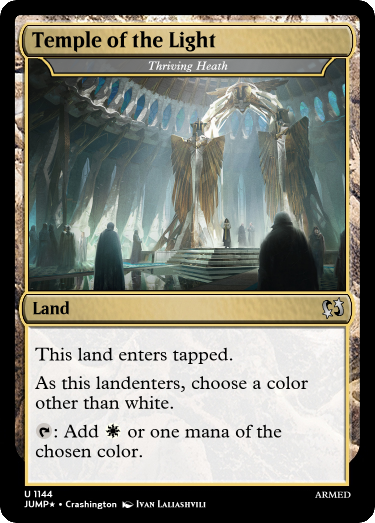 Temple of the Light
Thriving Heath
Land
This land enters tapped.
As this landenters, choose a color
other than white.
: Add or one mana of the
chosen color.
U 1144
JUMP★ • Crashington Ivan Laliashvili
ARMED